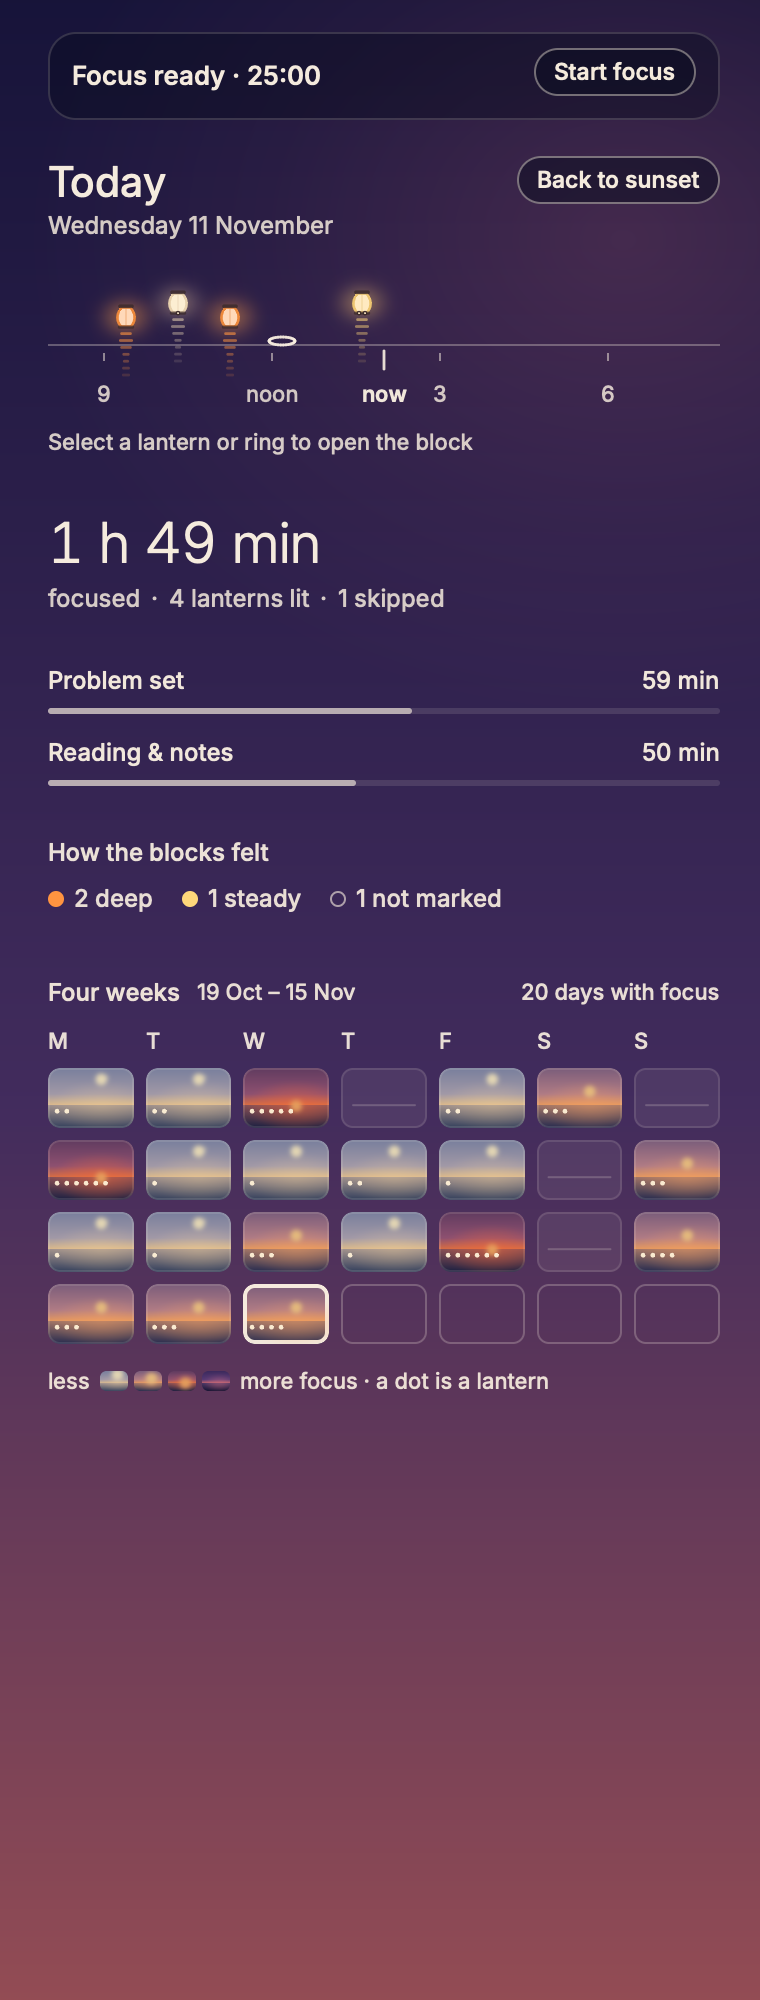 Focus ready · 25:00
Start focus
Today
Back to sunset
Wednesday 11 November
9 noon now 3 6
Select a lantern or ring to open the block
1 h 49 min
focused · 4 lanterns lit · 1 skipped
Problem set 59 min
Reading & notes 50 min
How the blocks felt
2 deep 1 steady 1 not marked
Four weeks 19 Oct – 15 Nov 20 days with focus
M T W T F S S
less more focus · a dot is a lantern